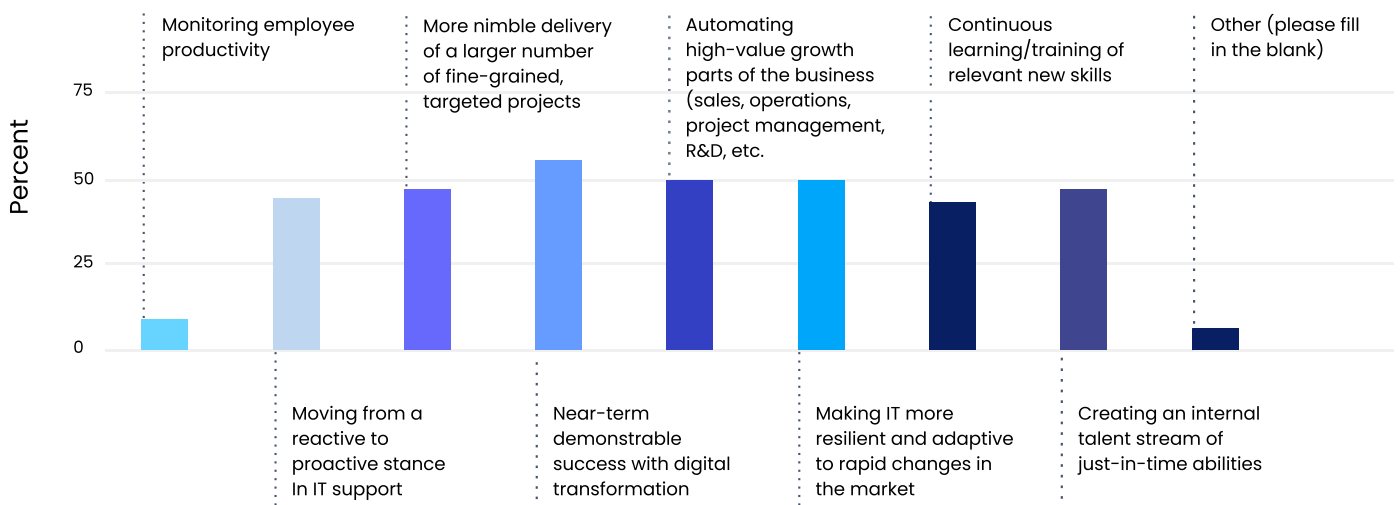 Monitoring employee
productivity
More nimble delivery
of a larger number
of fine-grained,
targeted projects
Automating
high-value growth
parts of the business
(sales, operations,
project management,
R&D, etc.
Continuous
learning/training of
relevant new skills
Other (please fill
in the blank)
Percent
75
50
25
0
Moving from a
reactive to
proactive stance
In IT support
Near-term
demonstrable
success with digital
transformation
Making IT more
resilient and adaptive
to rapid changes in
the market
Creating an internal
talent stream of
just-in-time abilities